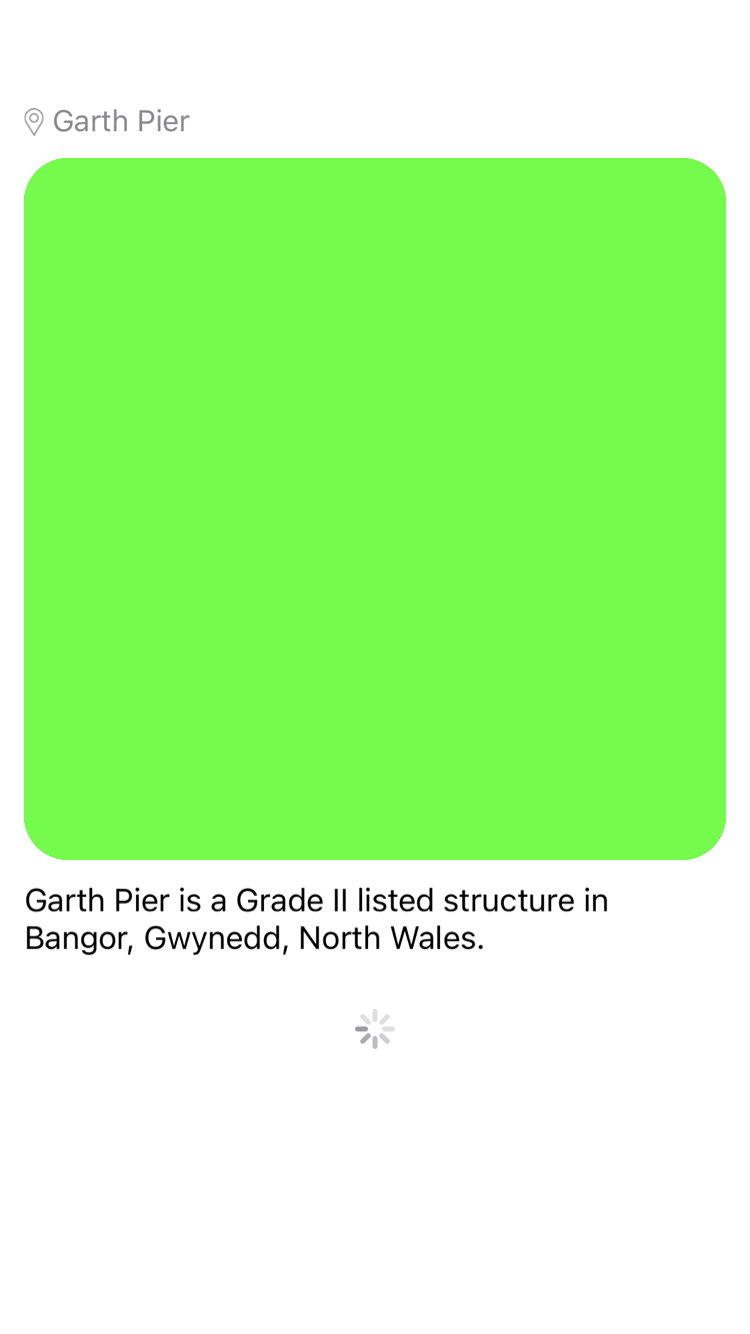 Garth Pier
Garth Pier is a Grade II listed structure in
Bangor, Gwynedd, North Wales.